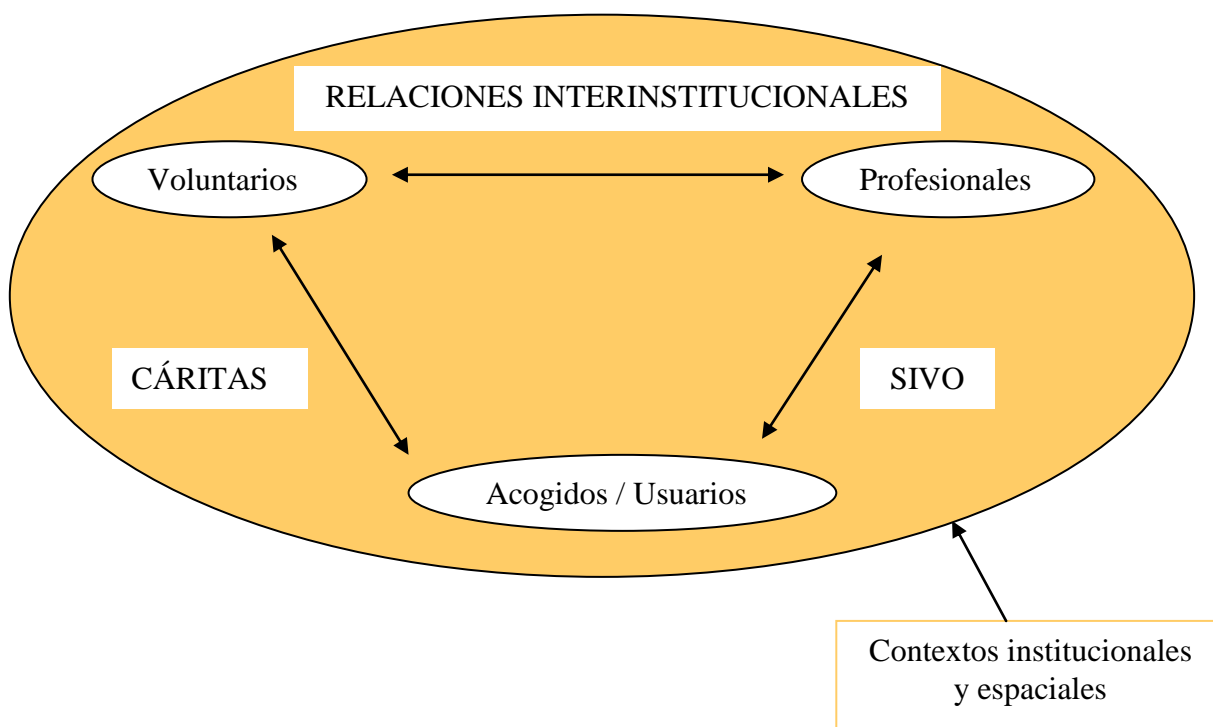 RELACIONES INTERINSTITUCIONALES
Voluntarios
Profesionales
CÁRITAS
SIVO
Acogidos / Usuarios
Contextos institucionales
y espaciales